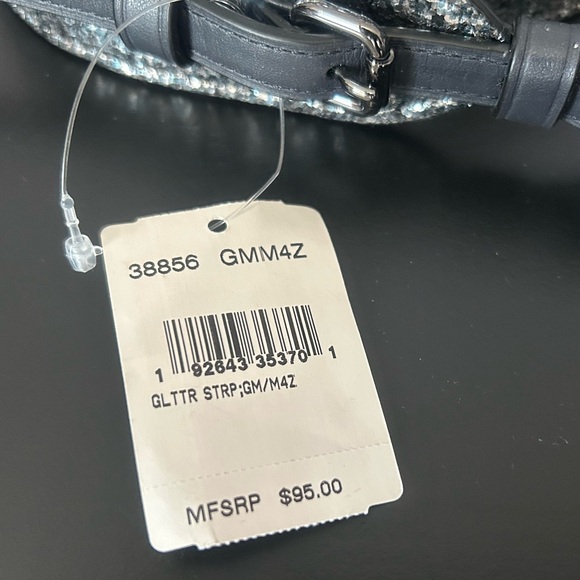 38856 GMM4Z
1 92643 35370 1
GLTTR STRP;GM/M4Z
MFSRP $95.00